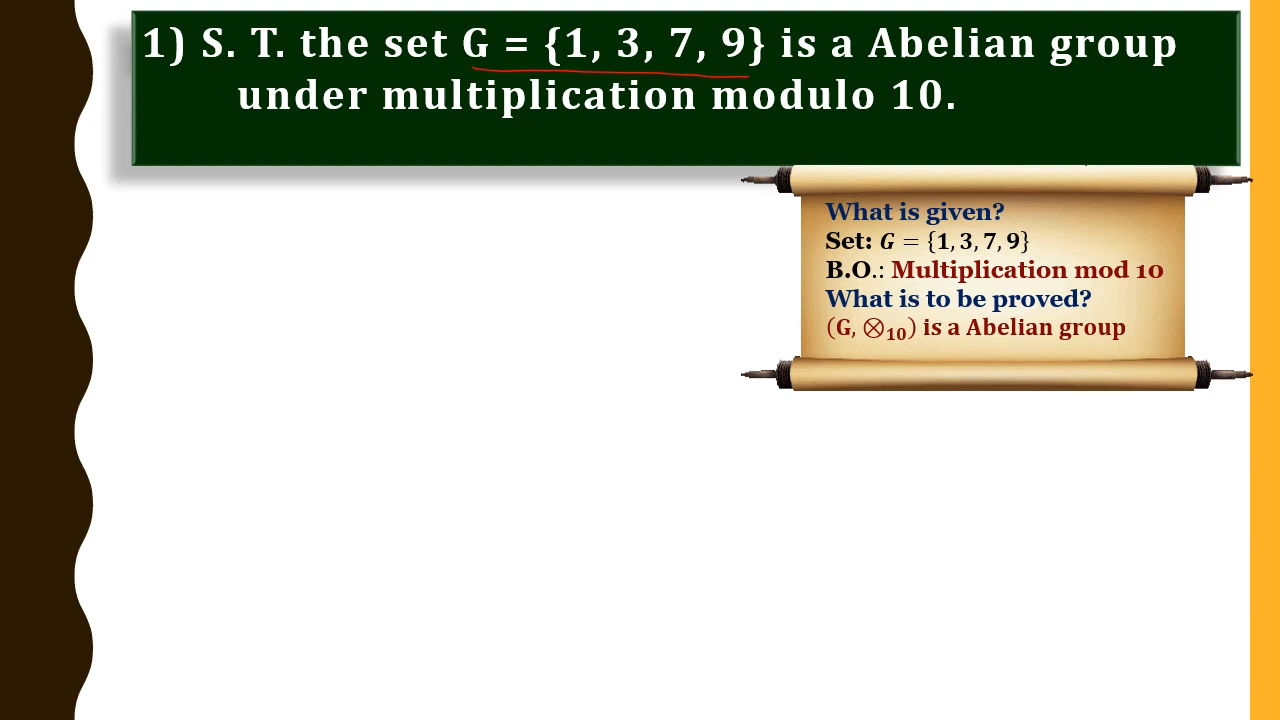 1) S. T. the set G = {1, 3, 7, 9} is a Abelian group
under multiplication modulo 10.
What is given?
Set: G = {1, 3, 7, 9}
B.O.: Multiplication mod 10
What is to be proved?
(G, ⊗₁₀) is a Abelian group